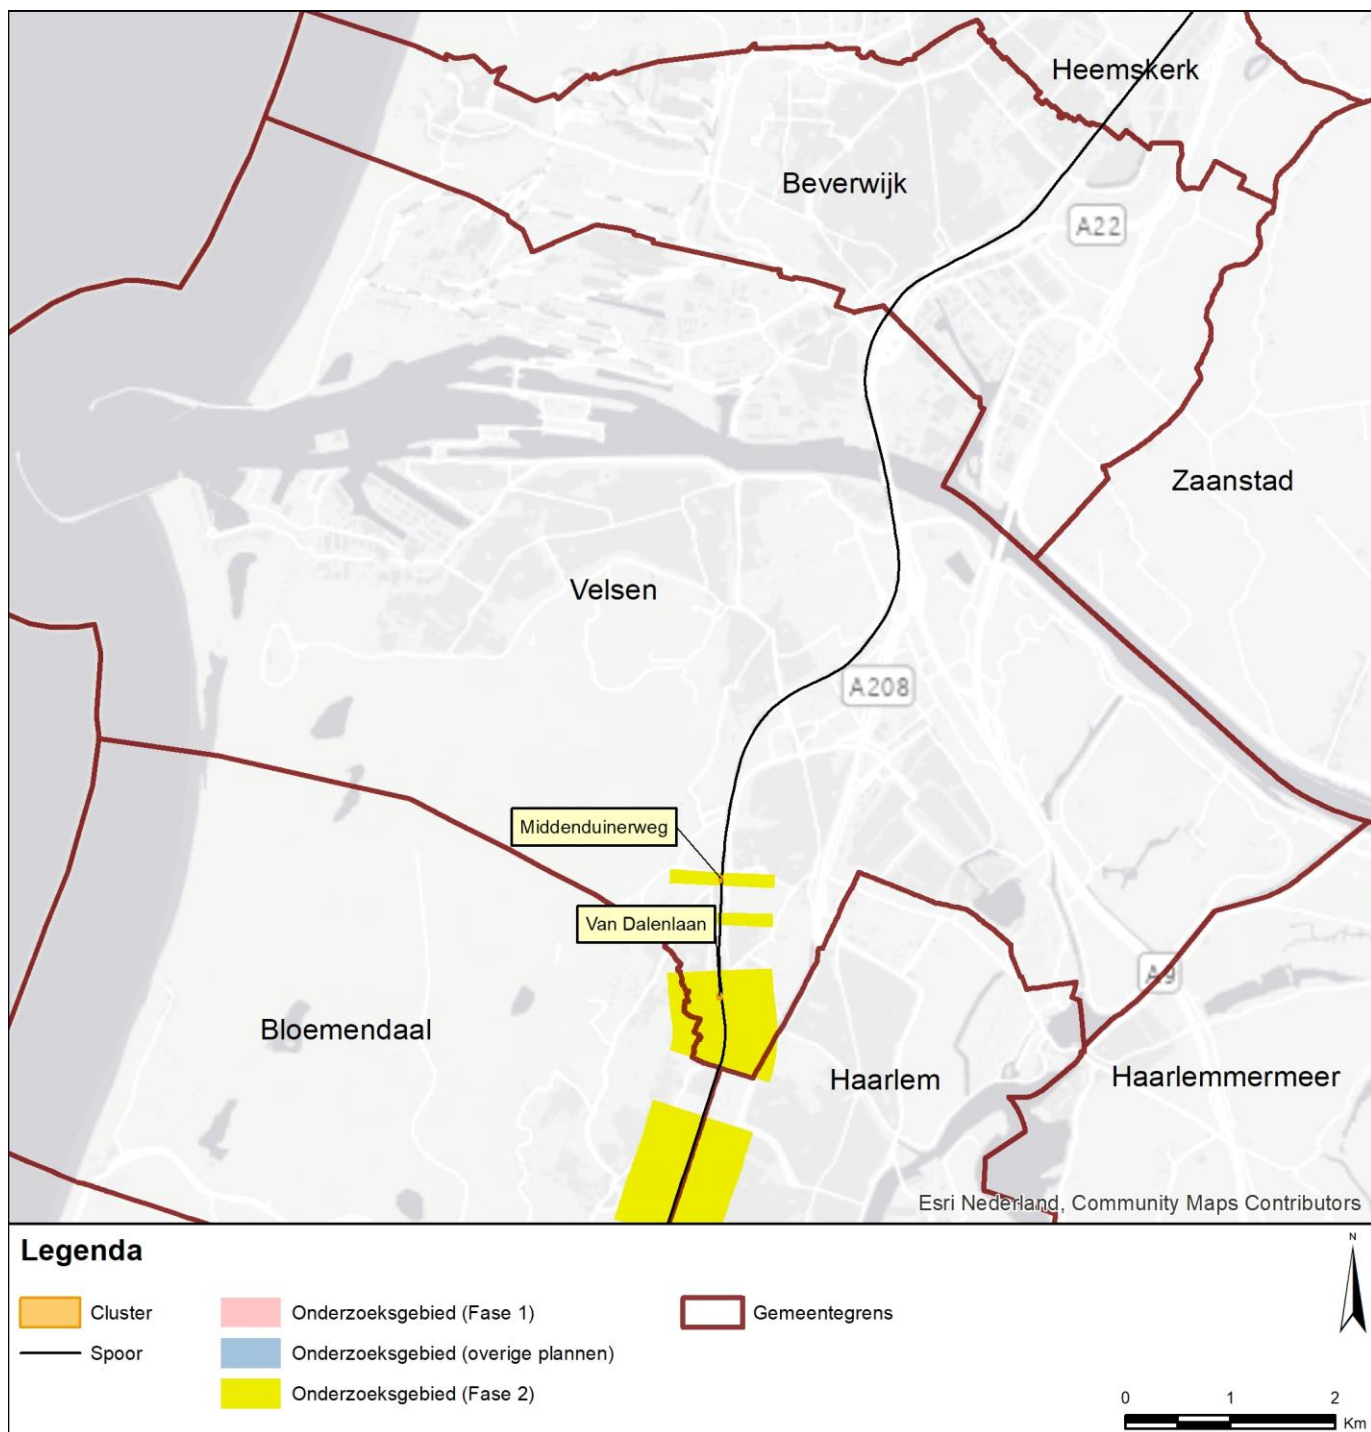 Heemskerk
Beverwijk
A22
Zaanstad
Velsen
A208
Middenduinerweg
Van Dalenlaan
A9
Bloemendaal
Haarlem
Haarlemmermeer
Esri Nederland, Community Maps Contributors
Legenda
N
Cluster
Onderzoeksgebied (Fase 1)
Gemeentegrens
Spoor
Onderzoeksgebied (overige plannen)
Onderzoeksgebied (Fase 2)
0 1 2
Km